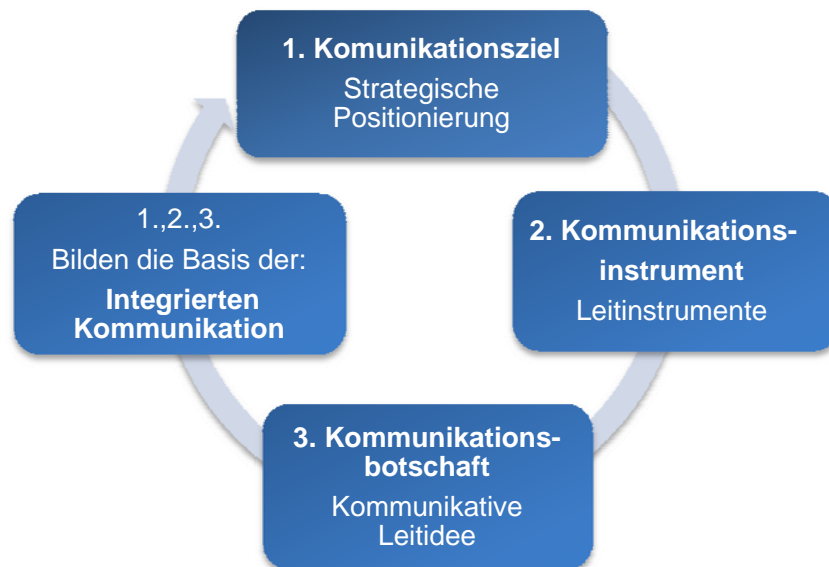 1. Komunikationsziel
Strategische
Positionierung
2. Kommunikations-
instrument
Leitinstrumente
3. Kommunikations-
botschaft
Kommunikative
Leitidee
1.,2.,3.
Bilden die Basis der:
Integrierten
Kommunikation